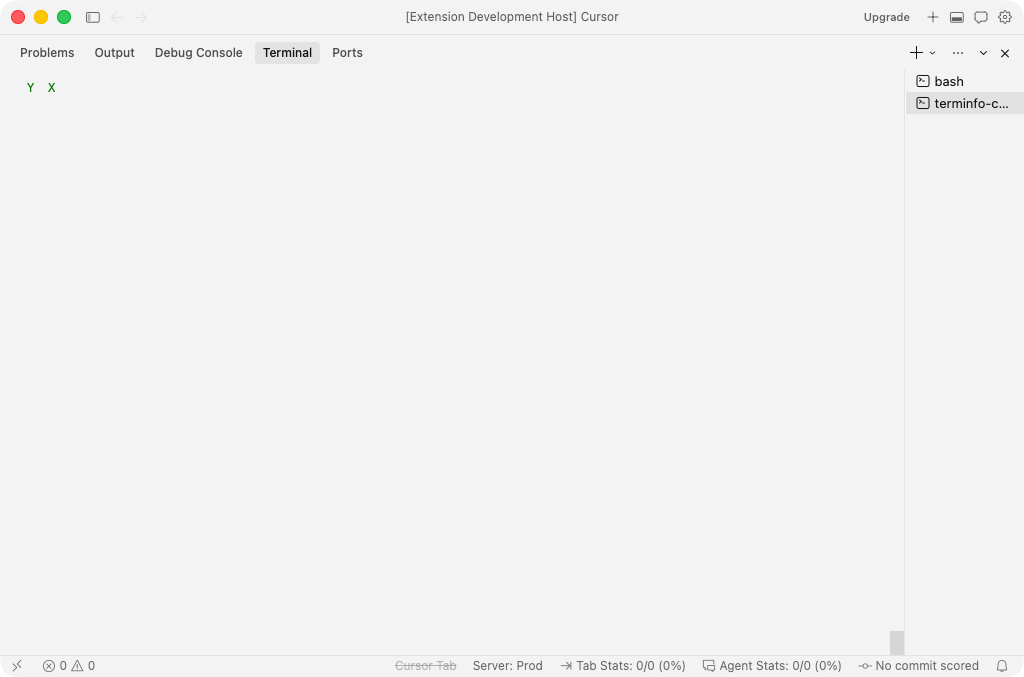 [Extension Development Host] Cursor
Upgrade
Problems Output Debug Console Terminal Ports
Y X
bash
terminfo-c...
0 0 Cursor Tab Server: Prod Tab Stats: 0/0 (0%) Agent Stats: 0/0 (0%) No commit scored